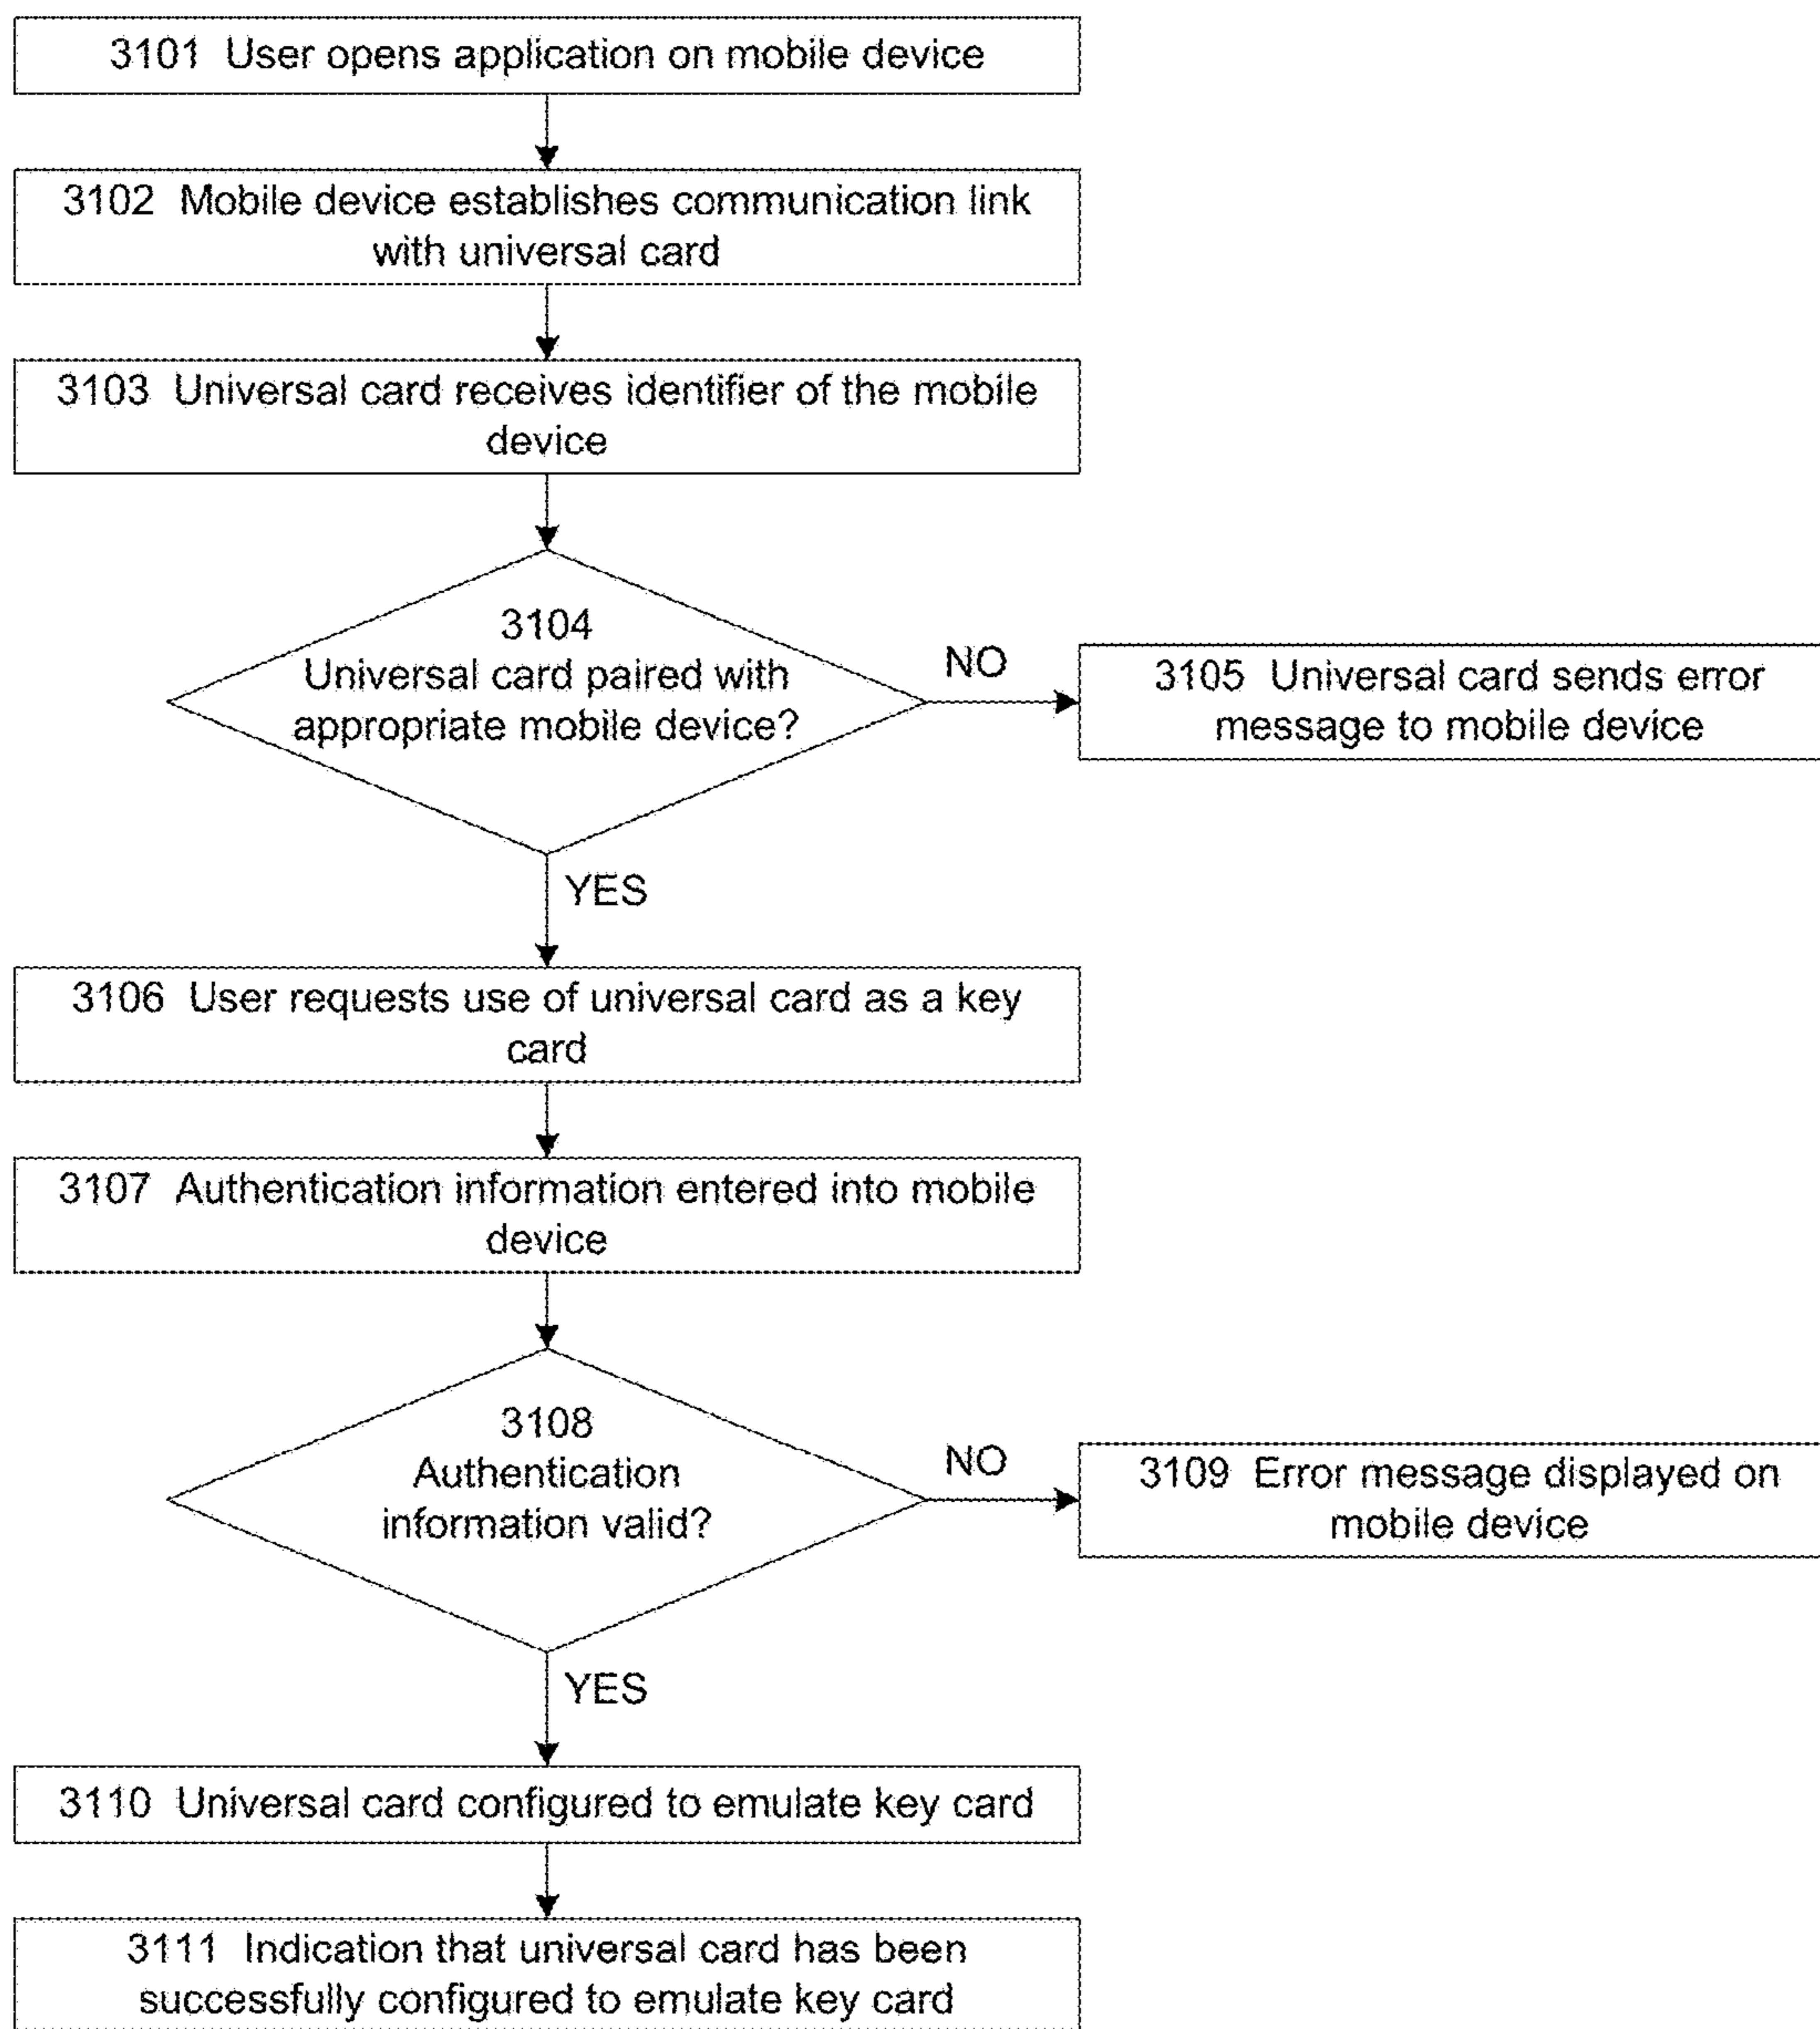 3101 User opens application on mobile device
3102 Mobile device establishes communication link
with universal card
3103 Universal card receives identifier of the mobile
device
3104
Universal card paired with
appropriate mobile device?
NO
3105 Universal card sends error
message to mobile device
YES
3106 User requests use of universal card as a key
card
3107 Authentication information entered into mobile
device
3108
Authentication
information valid?
NO
3109 Error message displayed on
mobile device
YES
3110 Universal card configured to emulate key card
3111 Indication that universal card has been
successfully configured to emulate key card